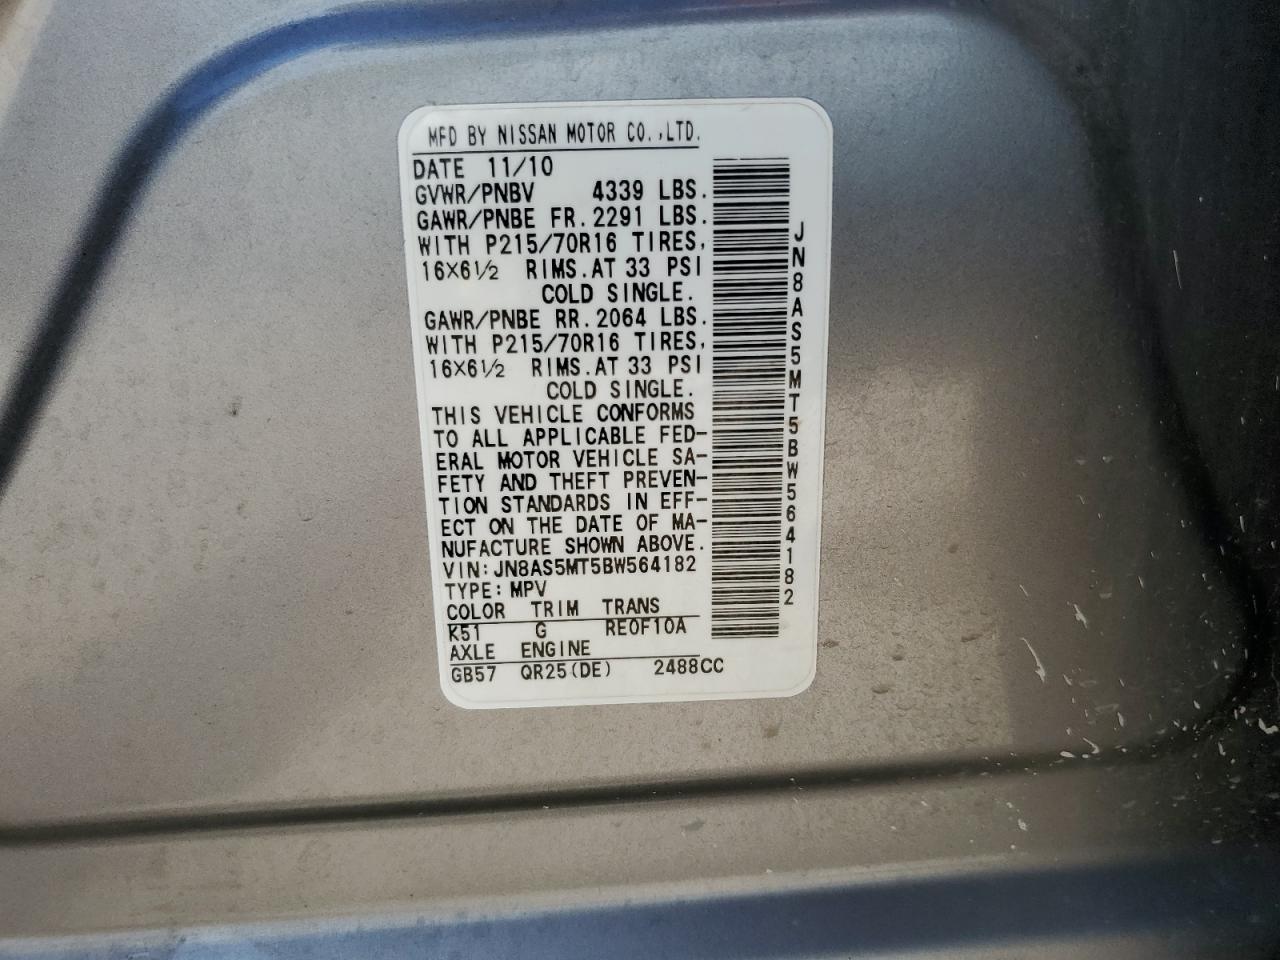 MFD BY NISSAN MOTOR CO.,LTD.
DATE 11/10
GVWR/PNBV 4339 LBS.
GAWR/PNBE FR. 2291 LBS.
WITH P215/70R16 TIRES,
16×6½ RIMS. AT 33 PSI
COLD SINGLE.
GAWR/PNBE RR. 2064 LBS.
WITH P215/70R16 TIRES,
16×6½ RIMS. AT 33 PSI
COLD SINGLE.
THIS VEHICLE CONFORMS
TO ALL APPLICABLE FED-
ERAL MOTOR VEHICLE SA-
FETY AND THEFT PREVEN-
TION STANDARDS IN EFF-
ECT ON THE DATE OF MA-
NUFACTURE SHOWN ABOVE.
VIN: JN8AS5MT5BW564182
TYPE: MPV
COLOR TRIM TRANS
K51 G RE0F10A
AXLE ENGINE
GB57 QR25(DE) 2488CC
JN8AS5MT5BW564182